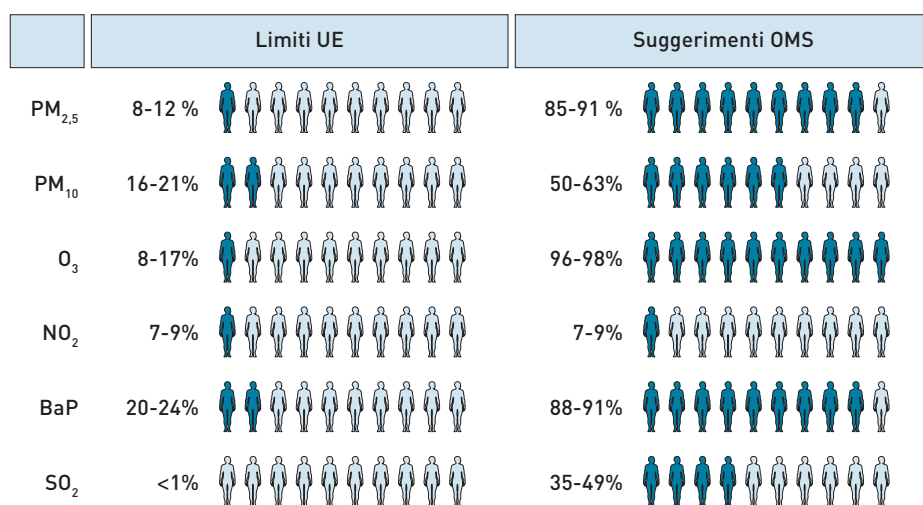 Limiti UE Suggerimenti OMS
PM2,5 8-12 % 85-91 %
PM10 16-21% 50-63%
O3 8-17% 96-98%
NO2 7-9% 7-9%
BaP 20-24% 88-91%
SO2 <1% 35-49%